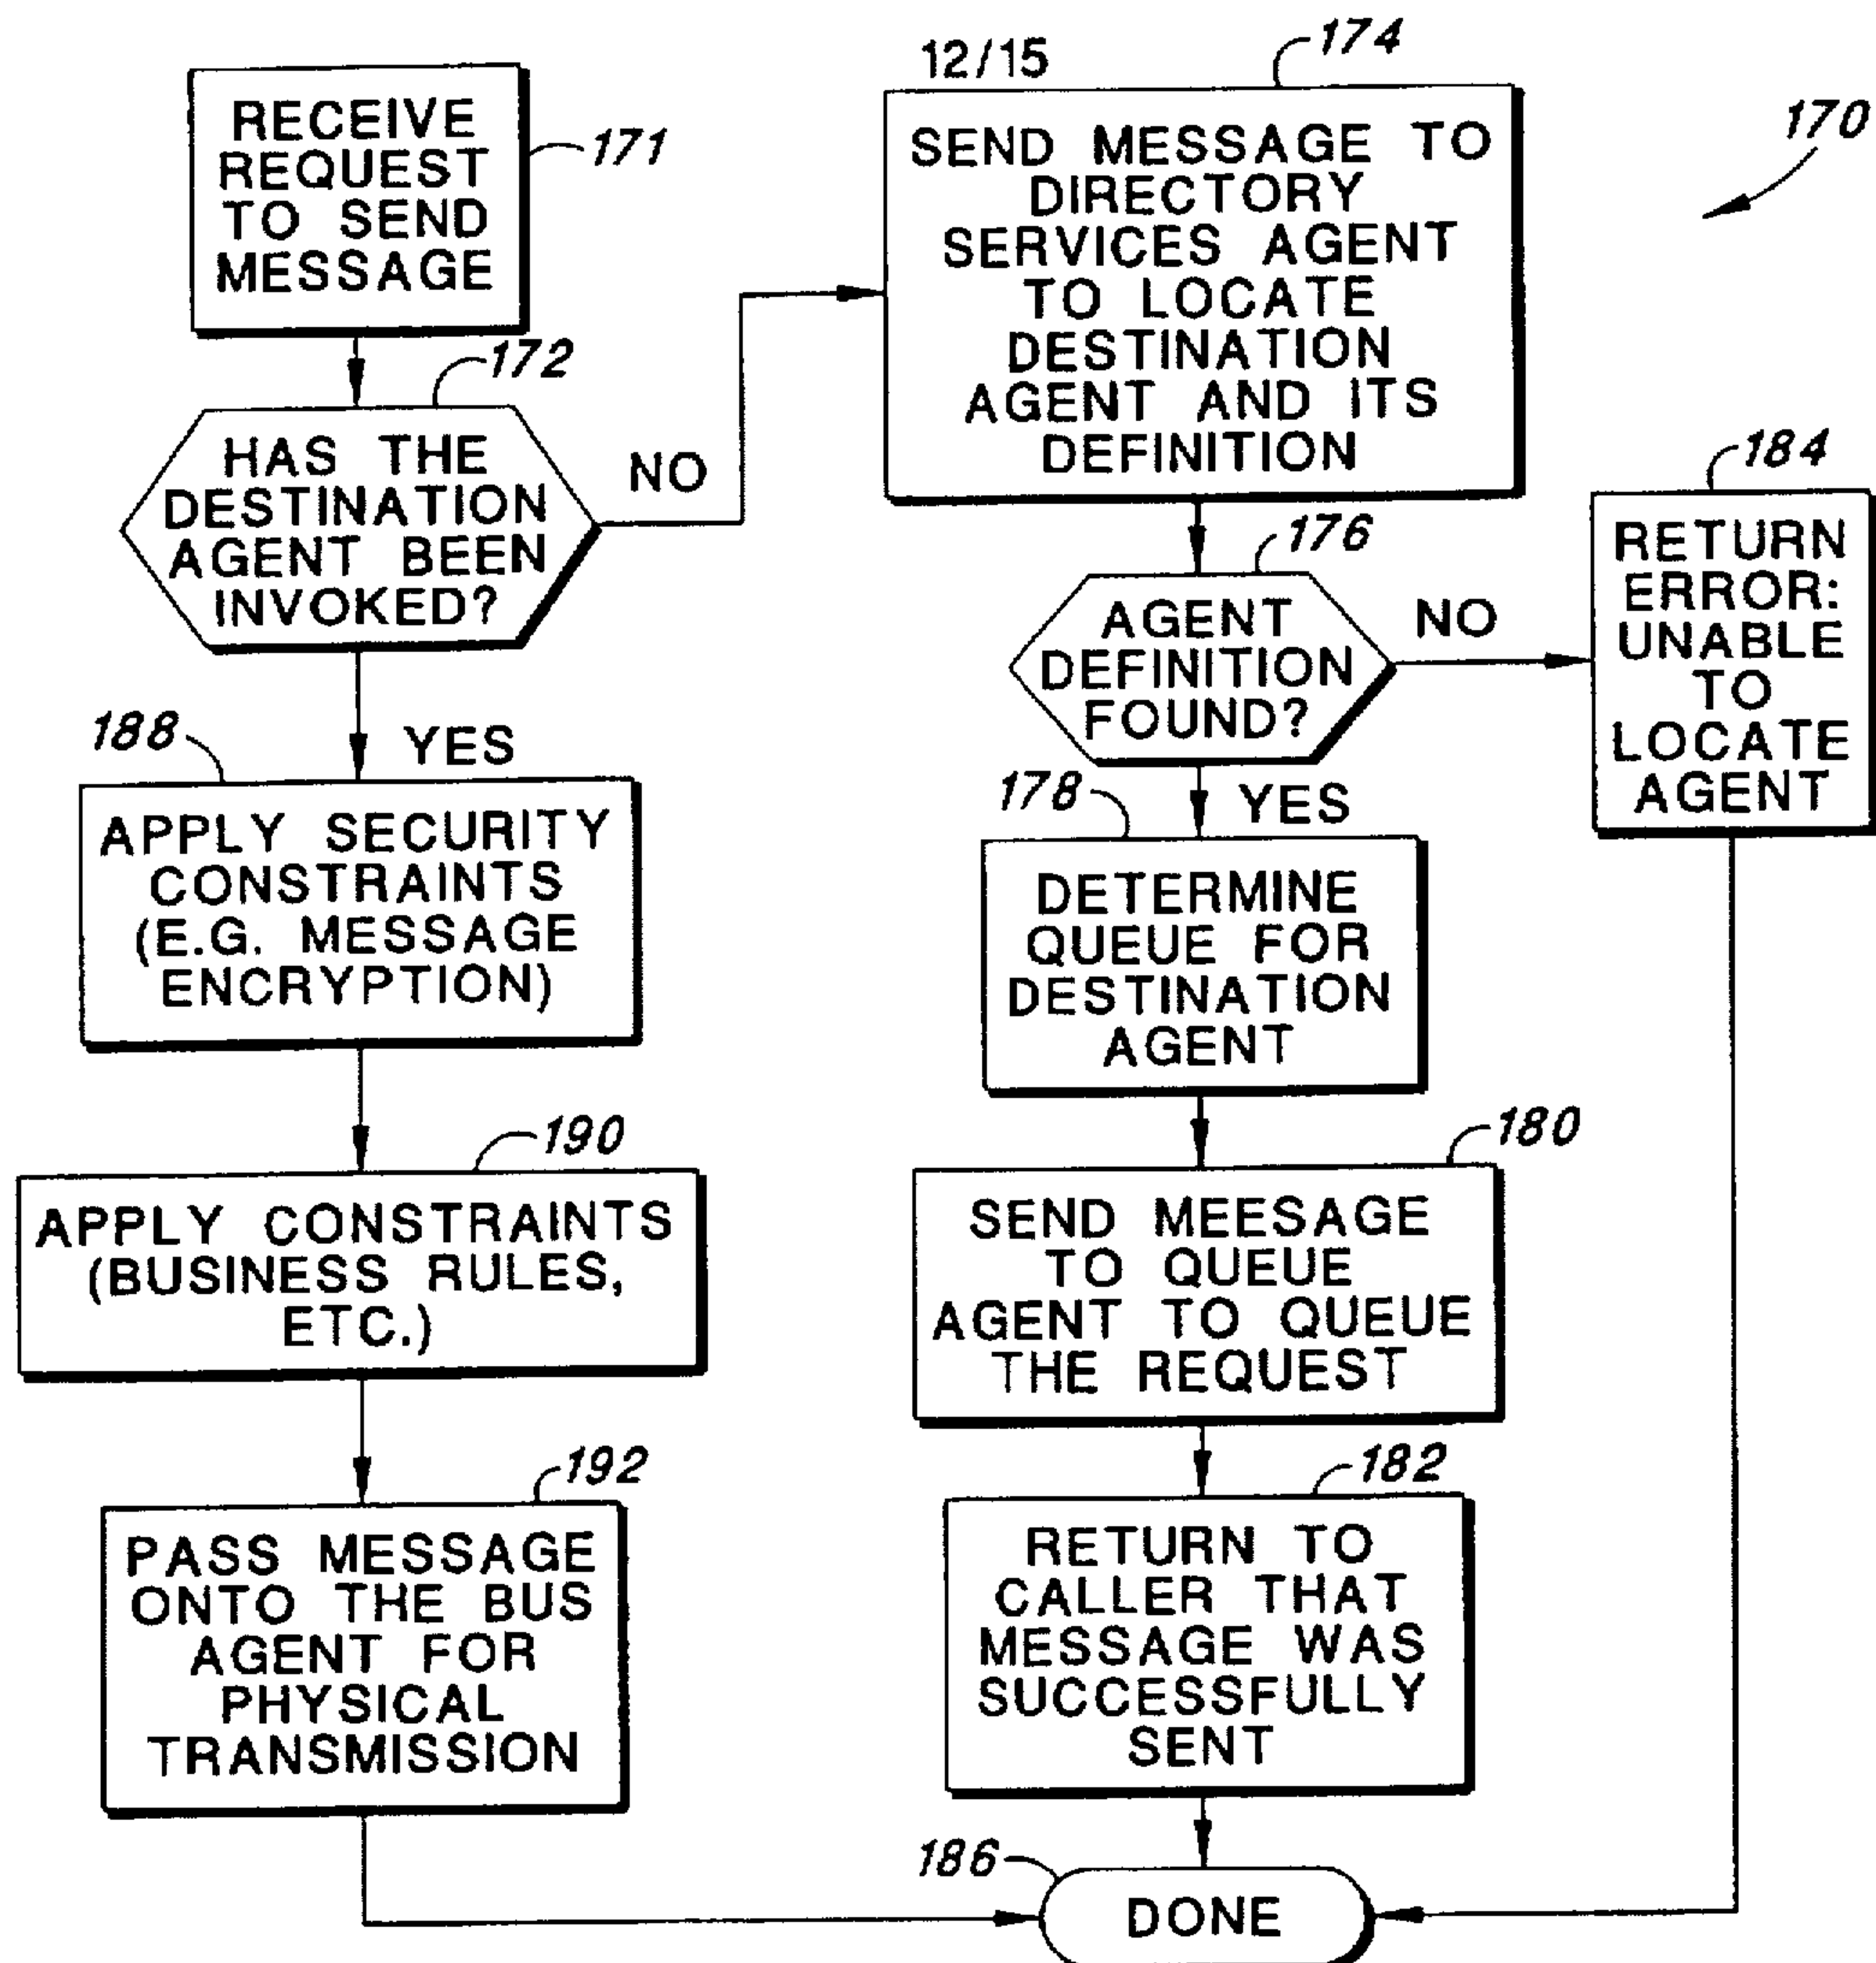 12/15
170
RECEIVE
REQUEST
TO SEND
MESSAGE
171
172
HAS THE
DESTINATION
AGENT BEEN
INVOKED?
NO
YES
188
APPLY SECURITY
CONSTRAINTS
(E.G. MESSAGE
ENCRYPTION)
190
APPLY CONSTRAINTS
(BUSINESS RULES,
ETC.)
192
PASS MESSAGE
ONTO THE BUS
AGENT FOR
PHYSICAL
TRANSMISSION
174
SEND MESSAGE TO
DIRECTORY
SERVICES AGENT
TO LOCATE
DESTINATION
AGENT AND ITS
DEFINITION
176
AGENT
DEFINITION
FOUND?
NO
YES
184
RETURN
ERROR:
UNABLE
TO
LOCATE
AGENT
178
DETERMINE
QUEUE FOR
DESTINATION
AGENT
180
SEND MEESAGE
TO QUEUE
AGENT TO QUEUE
THE REQUEST
182
RETURN TO
CALLER THAT
MESSAGE WAS
SUCCESSFULLY
SENT
186
DONE